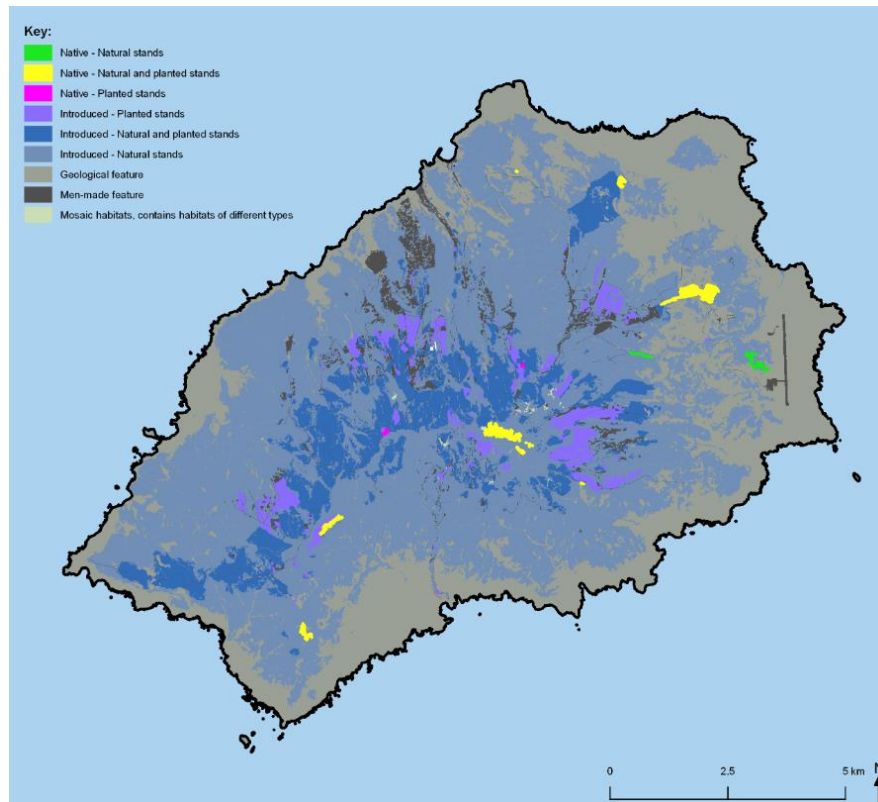 Key:
Native - Natural stands
Native - Natural and planted stands
Native - Planted stands
Introduced - Planted stands
Introduced - Natural and planted stands
Introduced - Natural stands
Geological feature
Men-made feature
Mosaic habitats, contains habitats of different types
0 2.5 5 km